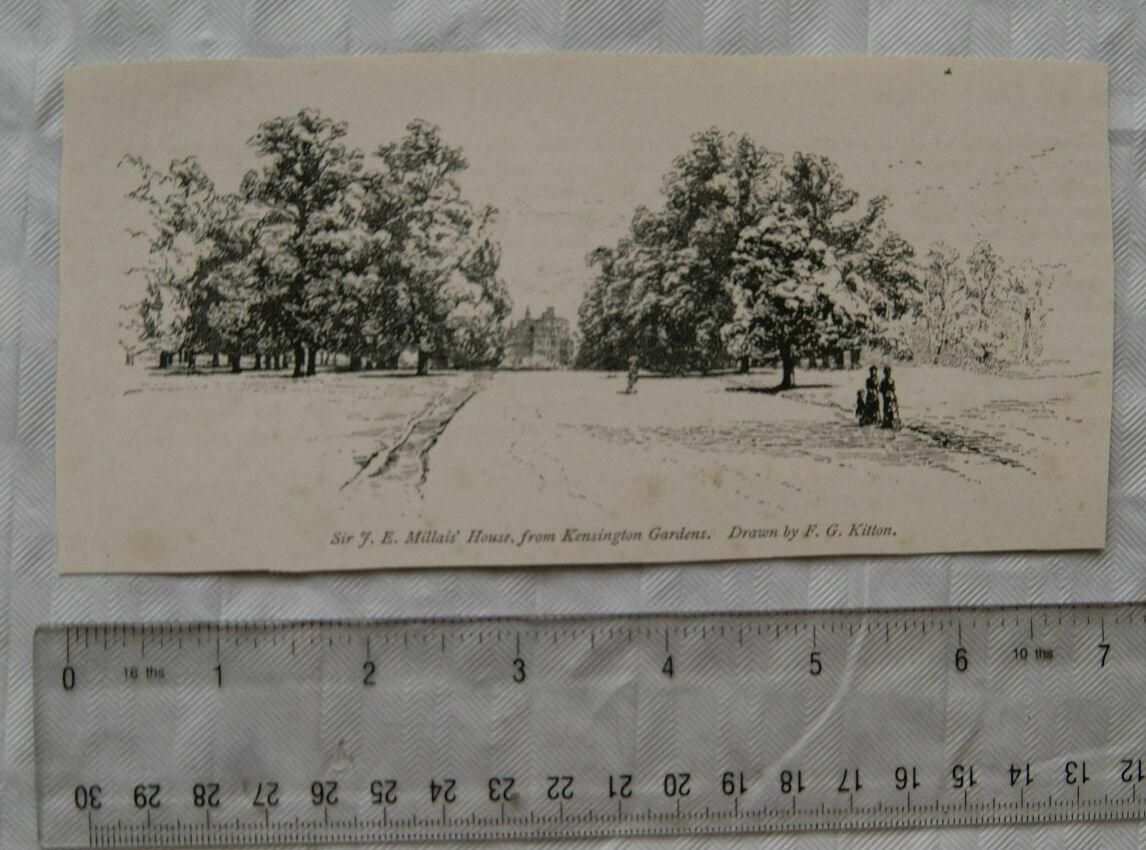 Sir J. E. Millais' House, from Kensington Gardens. Drawn by F. G. Kitton.
0 16 ths 1 2 3 4 5 6 10 ths 7
30 29 28 27 26 25 24 23 22 21 20 19 18 17 16 15 14 13 12